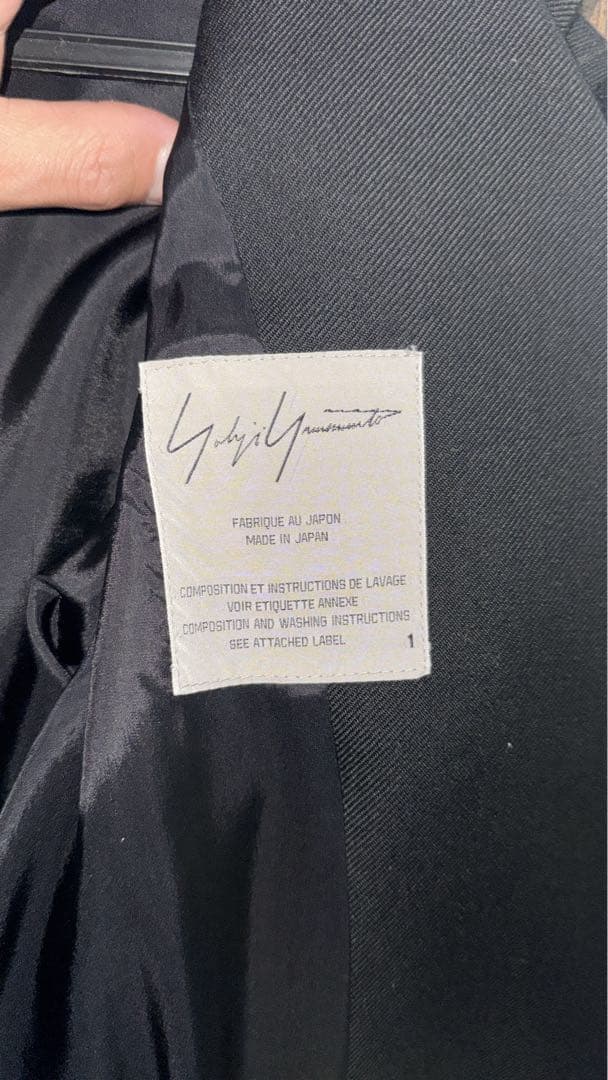 Yohji Yamamoto
FABRIQUE AU JAPON
MADE IN JAPAN
COMPOSITION ET INSTRUCTIONS DE LAVAGE
VOIR ETIQUETTE ANNEXE
COMPOSITION AND WASHING INSTRUCTIONS
SEE ATTACHED LABEL 1